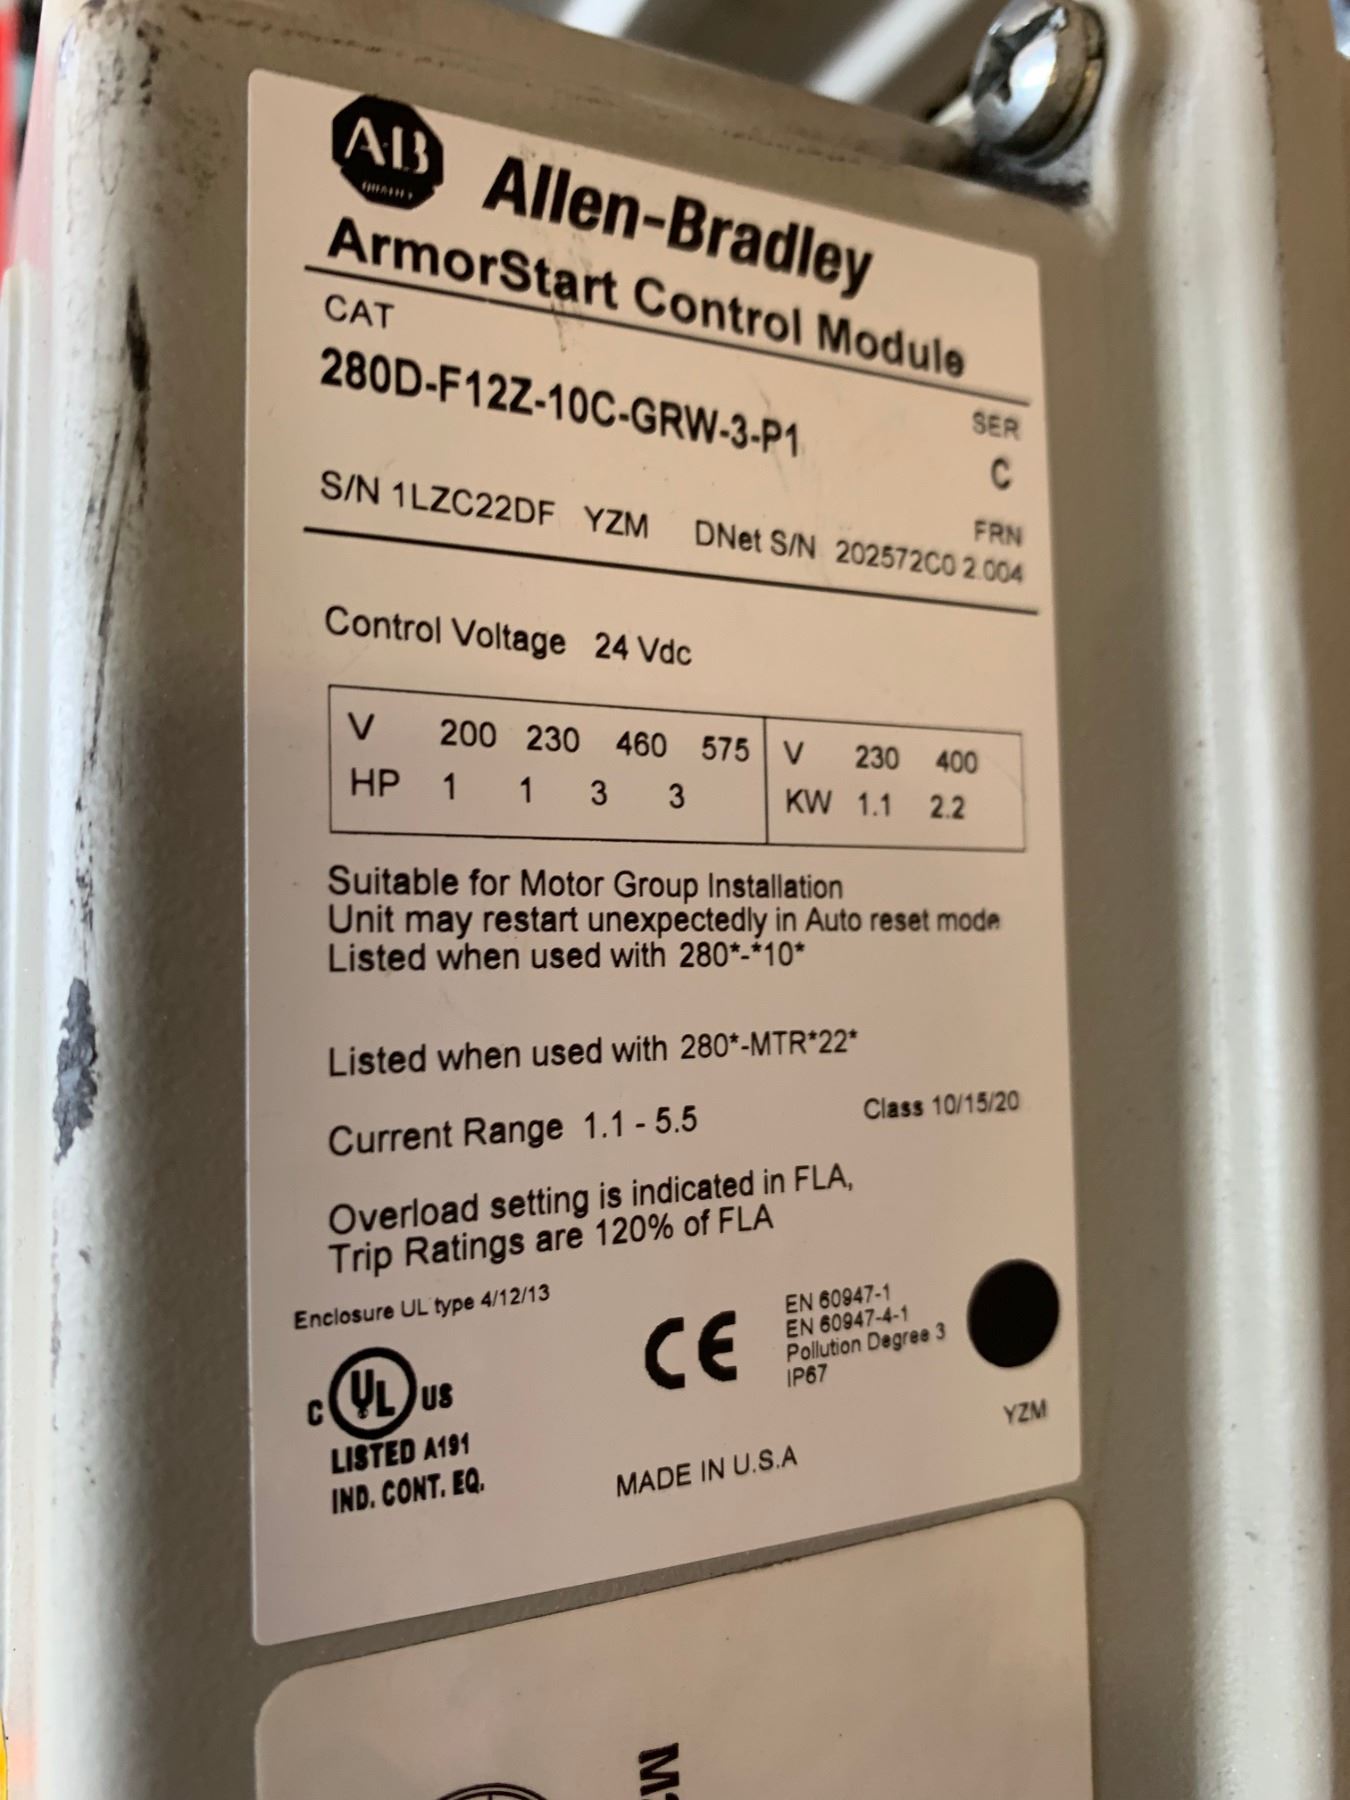 A-B
QUALITY
Allen-Bradley
ArmorStart Control Module
CAT
280D-F12Z-10C-GRW-3-P1
SER
C
S/N 1LZC22DF YZM DNet S/N 202572C0
FRN
2.004
Control Voltage 24 Vdc
V 200 230 460 575
HP 1 1 3 3
V 230 400
KW 1.1 2.2
Suitable for Motor Group Installation
Unit may restart unexpectedly in Auto reset mode
Listed when used with 280*-*10*
Listed when used with 280*-MTR*22*
Current Range 1.1 - 5.5
Class 10/15/20
Overload setting is indicated in FLA,
Trip Ratings are 120% of FLA
Enclosure UL type 4/12/13
C UL US
LISTED A191
IND. CONT. EQ.
CE
EN 60947-1
EN 60947-4-1
Pollution Degree 3
IP67
YZM
MADE IN U.S.A